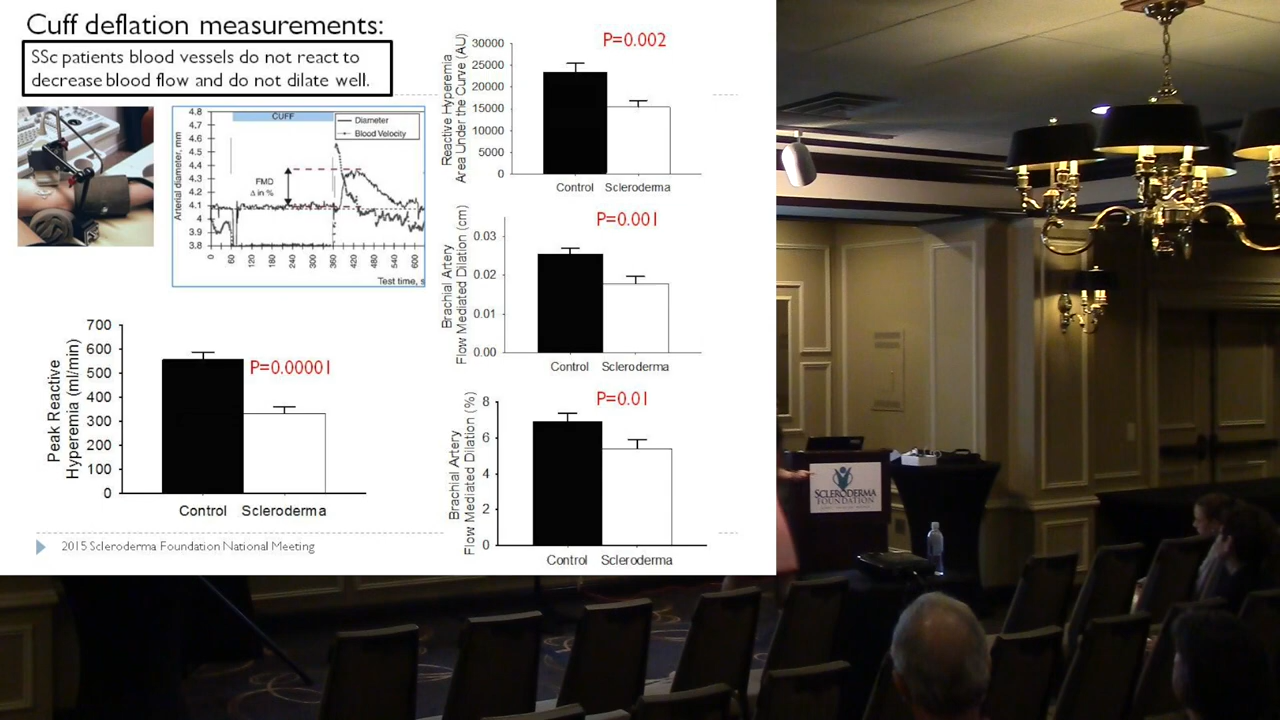 Cuff deflation measurements:
SSc patients blood vessels do not react to
decrease blood flow and do not dilate well.
4.8
4.7
4.6
4.5
4.4
4.3
4.2
4.1
4
3.9
3.8
Arterial diameter, mm
CUFF
Diameter
Blood Velocity
FMD
Δ in %
0
60
120
180
240
300
360
420
480
540
600
Test time, s
700
600
500
400
300
200
100
0
Peak Reactive
Hyperemia (ml/min)
P=0.00001
Control Scleroderma
P=0.002
30000
25000
20000
15000
10000
5000
0
Reactive Hyperemia
Area Under the Curve (AU)
Control Scleroderma
P=0.001
0.03
0.02
0.01
0.00
Brachial Artery
Flow Mediated Dilation (cm)
Control Scleroderma
P=0.01
8
6
4
2
0
Brachial Artery
Flow Mediated Dilation (%)
Control Scleroderma
2015 Scleroderma Foundation National Meeting
SCLERODERMA
FOUNDATION